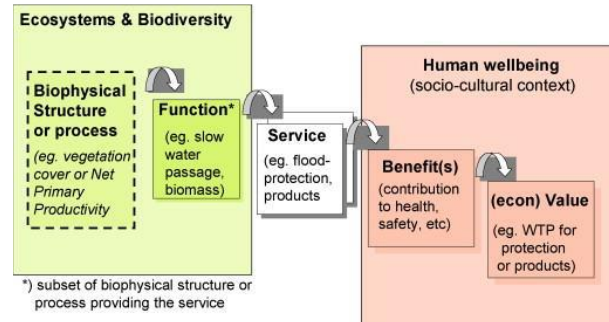 Ecosystems & Biodiversity
Biophysical
Structure
or process
(eg. vegetation
cover or Net
Primary
Productivity
Function*
(eg. slow
water
passage,
biomass)
Service
(eg. flood-
protection,
products
Human wellbeing
(socio-cultural context)
Benefit(s)
(contribution
to health,
safety, etc)
(econ) Value
(eg. WTP for
protection
or products)
*) subset of biophysical structure or
process providing the service